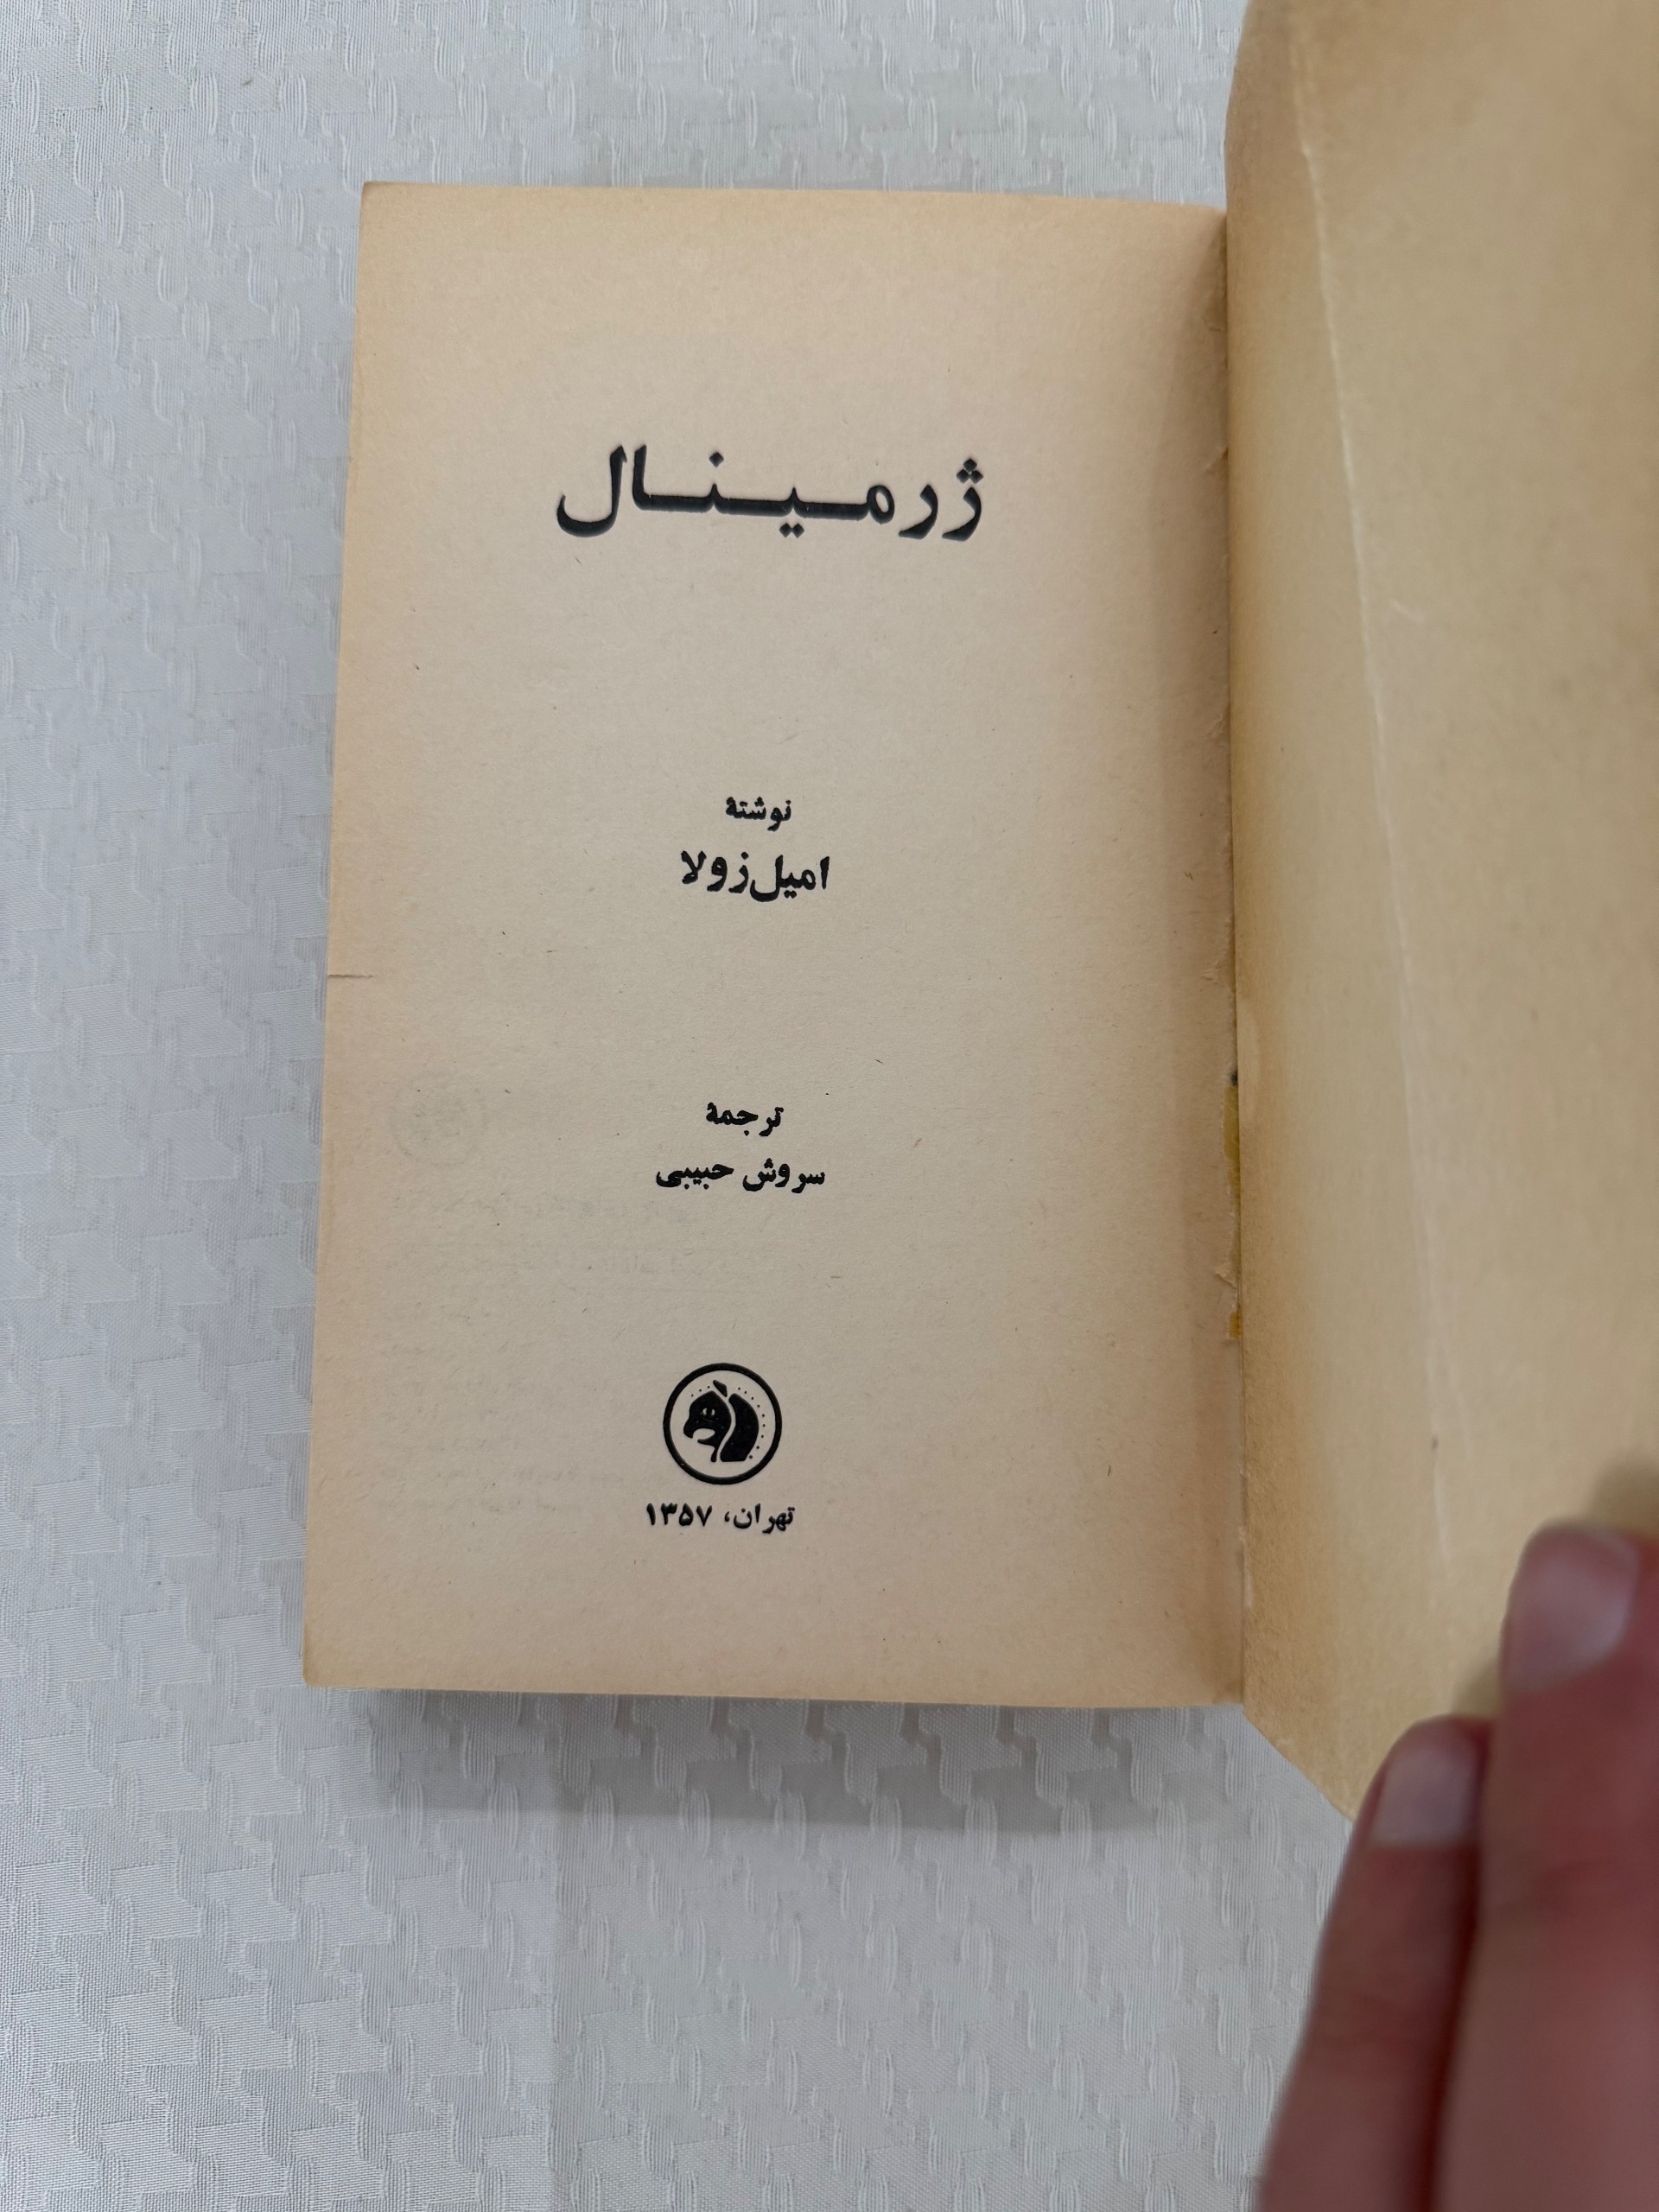 ژرمینال
نوشتهٔ
امیل زولا
ترجمهٔ
سروش حبیبی
تهران، ۱۳۵۷